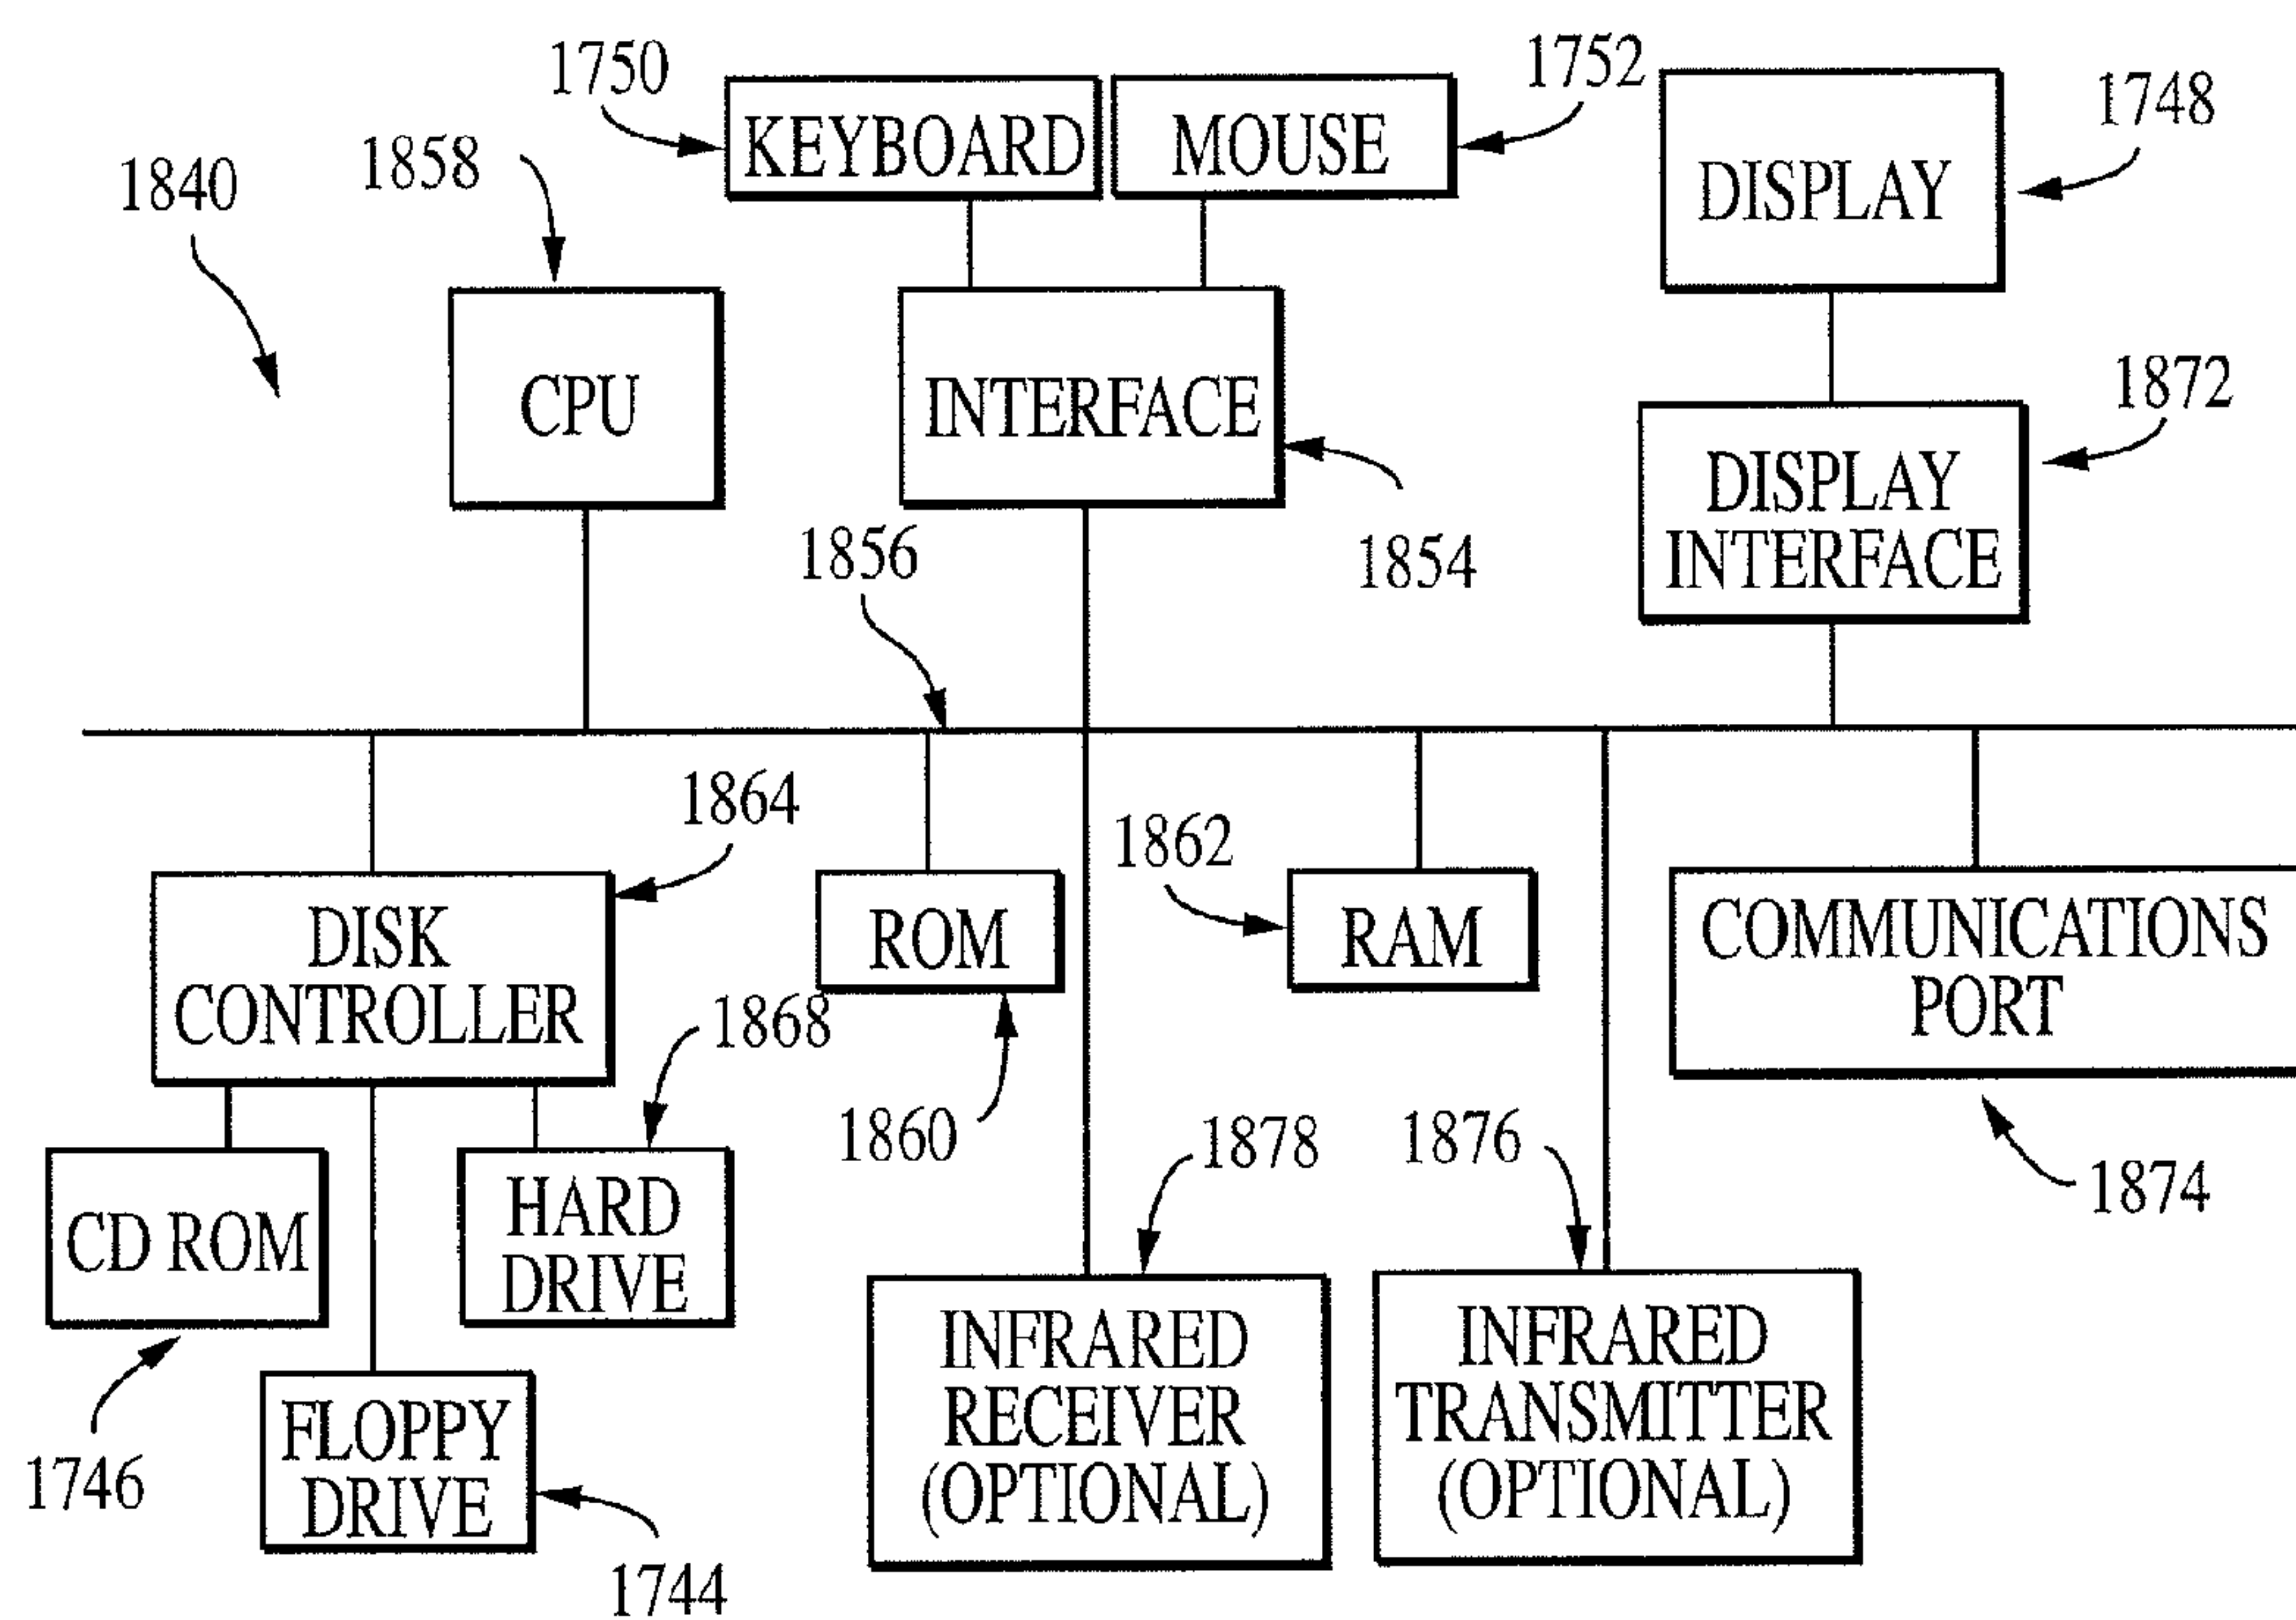 1750
KEYBOARD
MOUSE
1752
1748
1858
1840
DISPLAY
CPU
INTERFACE
1872
DISPLAY
INTERFACE
1856
1854
1864
1862
DISK
CONTROLLER
ROM
RAM
COMMUNICATIONS
PORT
1868
1860
1878
1876
1874
CD ROM
HARD
DRIVE
INFRARED
RECEIVER
(OPTIONAL)
INFRARED
TRANSMITTER
(OPTIONAL)
1746
FLOPPY
DRIVE
1744